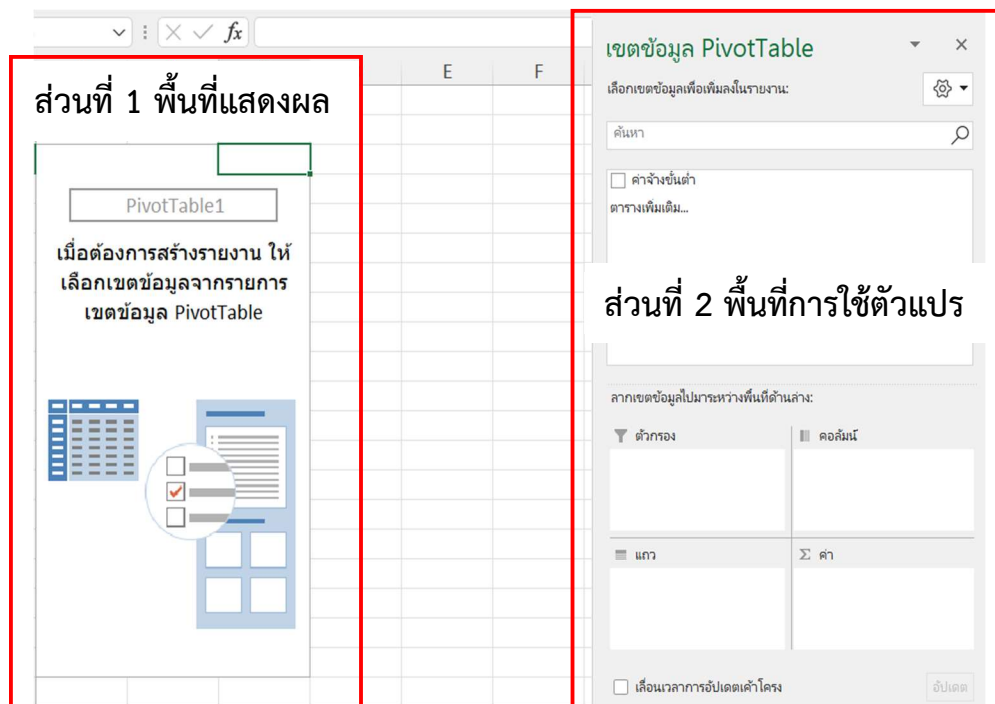 fx
E F
ส่วนที่ 1 พื้นที่แสดงผล
PivotTable1
เมื่อต้องการสร้างรายงาน ให้
เลือกเขตข้อมูลจากรายการ
เขตข้อมูล PivotTable
เขตข้อมูล PivotTable
เลือกเขตข้อมูลเพื่อเพิ่มลงในรายงาน:
ค้นหา
ค่าจ้างขั้นต่ำ
ตารางเพิ่มเติม...
ส่วนที่ 2 พื้นที่การใช้ตัวแปร
ลากเขตข้อมูลไปมาระหว่างพื้นที่ด้านล่าง:
ตัวกรอง
คอลัมน์
แถว
Σ ค่า
เลื่อนเวลาการอัปเดตเค้าโครง
อัปเดต